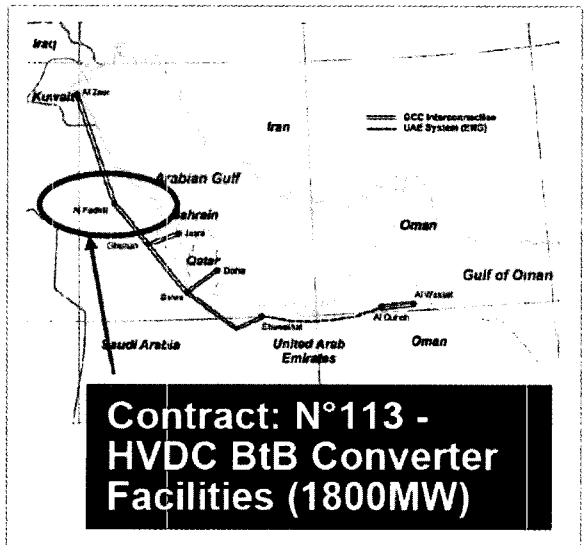 Iraq
Kuwait
Al Zour
Iran
GCC Interconnection
UAE System (ENG)
Arabian Gulf
Al Fadhili
Bahrain
Jasra
Ghunan
Oman
Qatar
Doha
Gulf of Oman
Salwa
Al Wasset
Shuweihat
Al Ouhah
Saudi Arabia
United Arab
Emirates
Oman
Contract: N°113 -
HVDC BtB Converter
Facilities (1800MW)